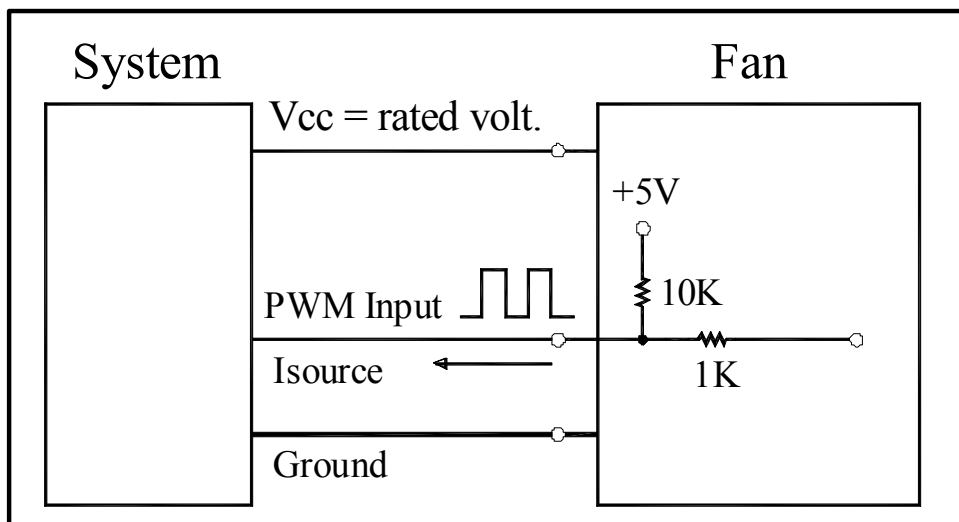 System
Fan
Vcc = rated volt.
+5V
10K
PWM Input
1K
Isource
Ground